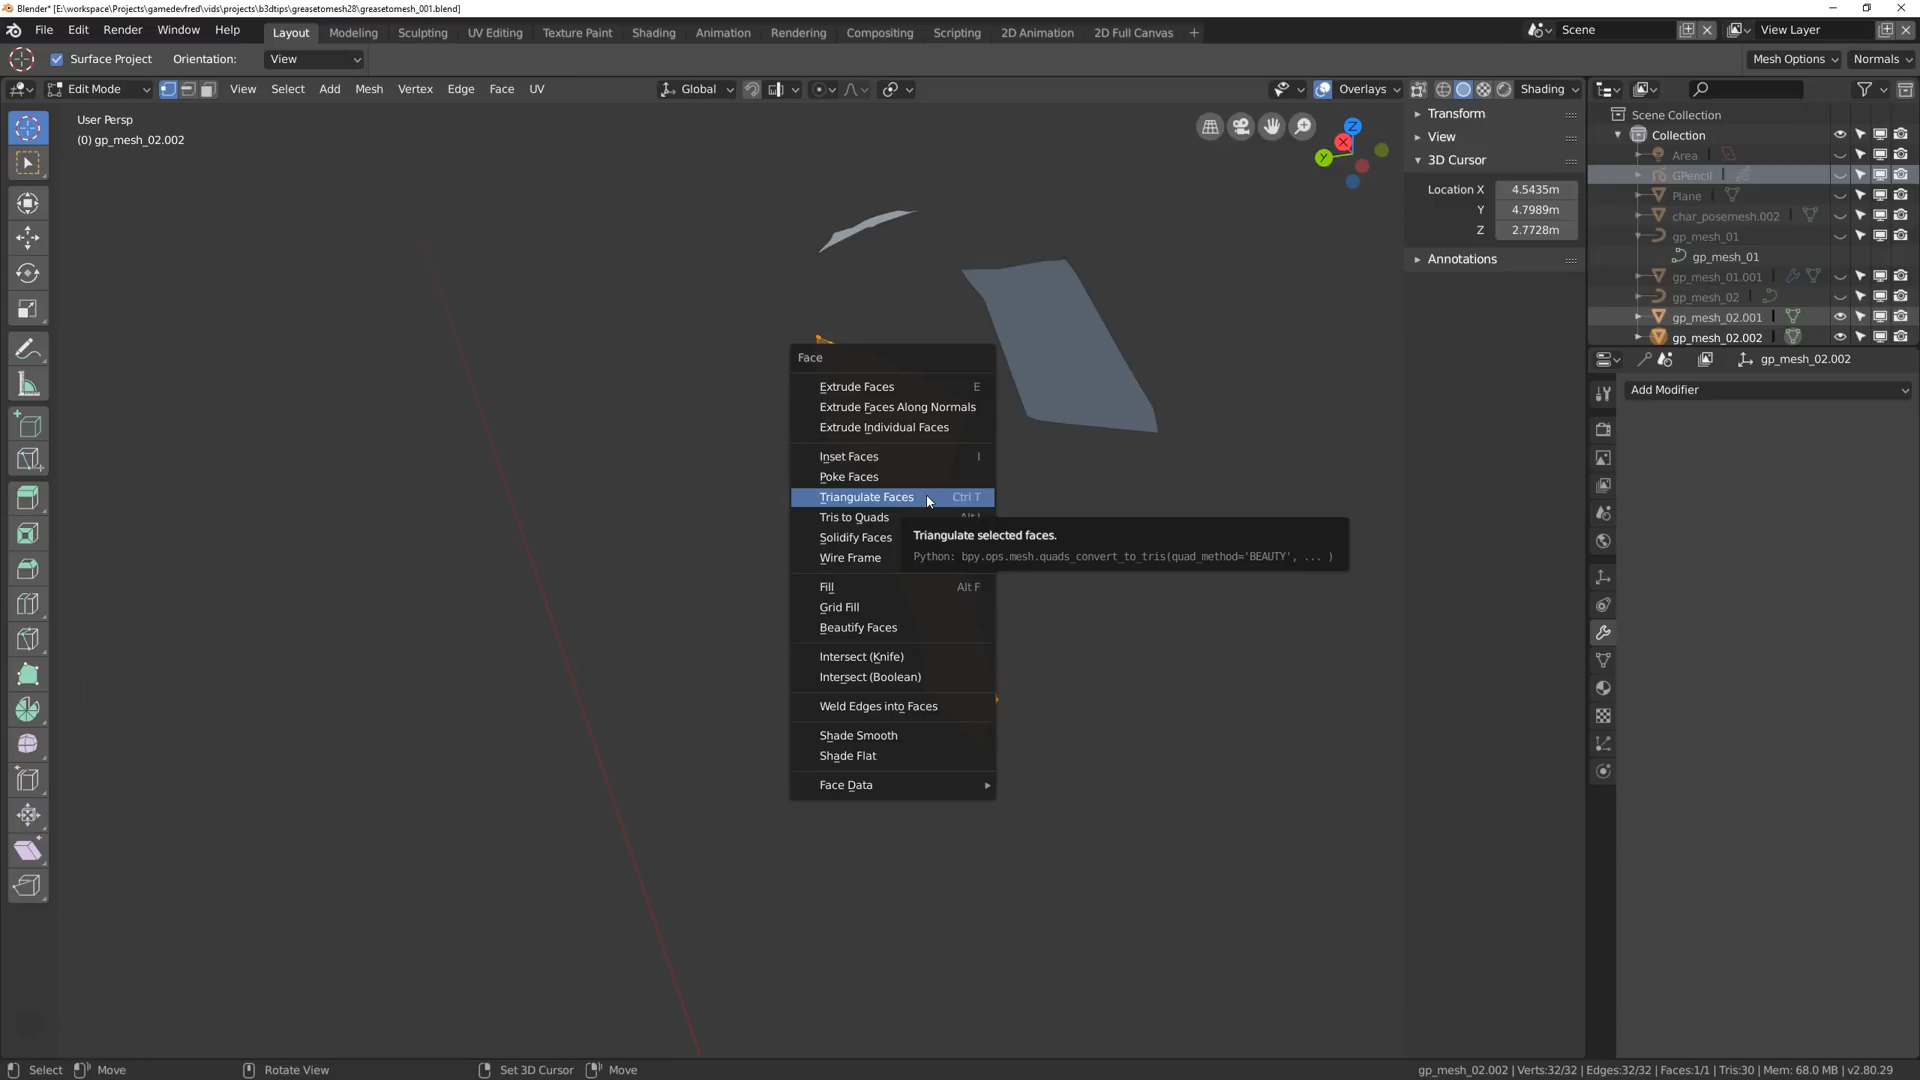 Blender* [E:\workspace\Projects\gamedevfred\vids\projects\b3dtips\greasetomesh28\greasetomesh_001.blend]
File Edit Render Window Help Layout Modeling Sculpting UV Editing Texture Paint Shading Animation Rendering Compositing Scripting 2D Animation 2D Full Canvas + Scene View Layer
Surface Project Orientation: View Mesh Options Normals
Edit Mode View Select Add Mesh Vertex Edge Face UV Global Overlays Shading
User Persp
(0) gp_mesh_02.002
Z
X
Y
Transform
View
3D Cursor
Location X 4.5435m
Y 4.7989m
Z 2.7728m
Annotations
Scene Collection
Collection
Area
GPencil
Plane
char_posemesh.002
gp_mesh_01
gp_mesh_01
gp_mesh_01.001
gp_mesh_02
gp_mesh_02.001
gp_mesh_02.002
gp_mesh_02.002
Add Modifier
Face
Extrude Faces E
Extrude Faces Along Normals
Extrude Individual Faces
Inset Faces I
Poke Faces
Triangulate Faces Ctrl T
Tris to Quads
Solidify Faces
Wire Frame
Triangulate selected faces.
Python: bpy.ops.mesh.quads_convert_to_tris(quad_method='BEAUTY', ... )
Fill Alt F
Grid Fill
Beautify Faces
Intersect (Knife)
Intersect (Boolean)
Weld Edges into Faces
Shade Smooth
Shade Flat
Face Data
Select Move Rotate View Set 3D Cursor Move gp_mesh_02.002 | Verts:32/32 | Edges:32/32 | Faces:1/1 | Tris:30 | Mem: 68.0 MB | v2.80.29